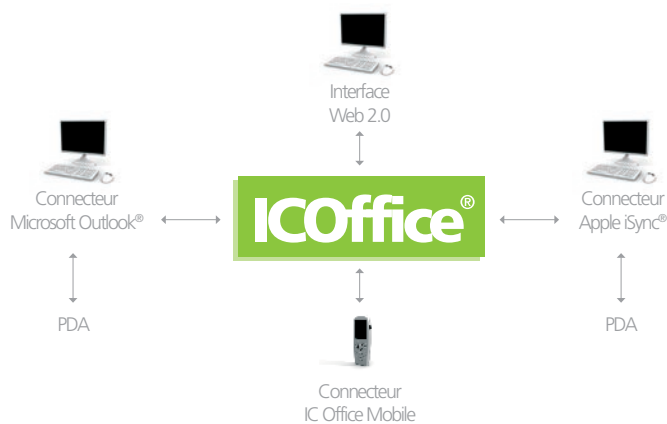 Interface
Web 2.0
Connecteur
Microsoft Outlook®
ICOffice®
Connecteur
Apple iSync®
PDA
PDA
Connecteur
IC Office Mobile